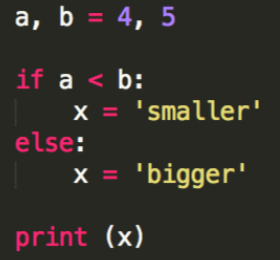 a, b = 4, 5
if a < b:
    x = 'smaller'
else:
    x = 'bigger'
print (x)